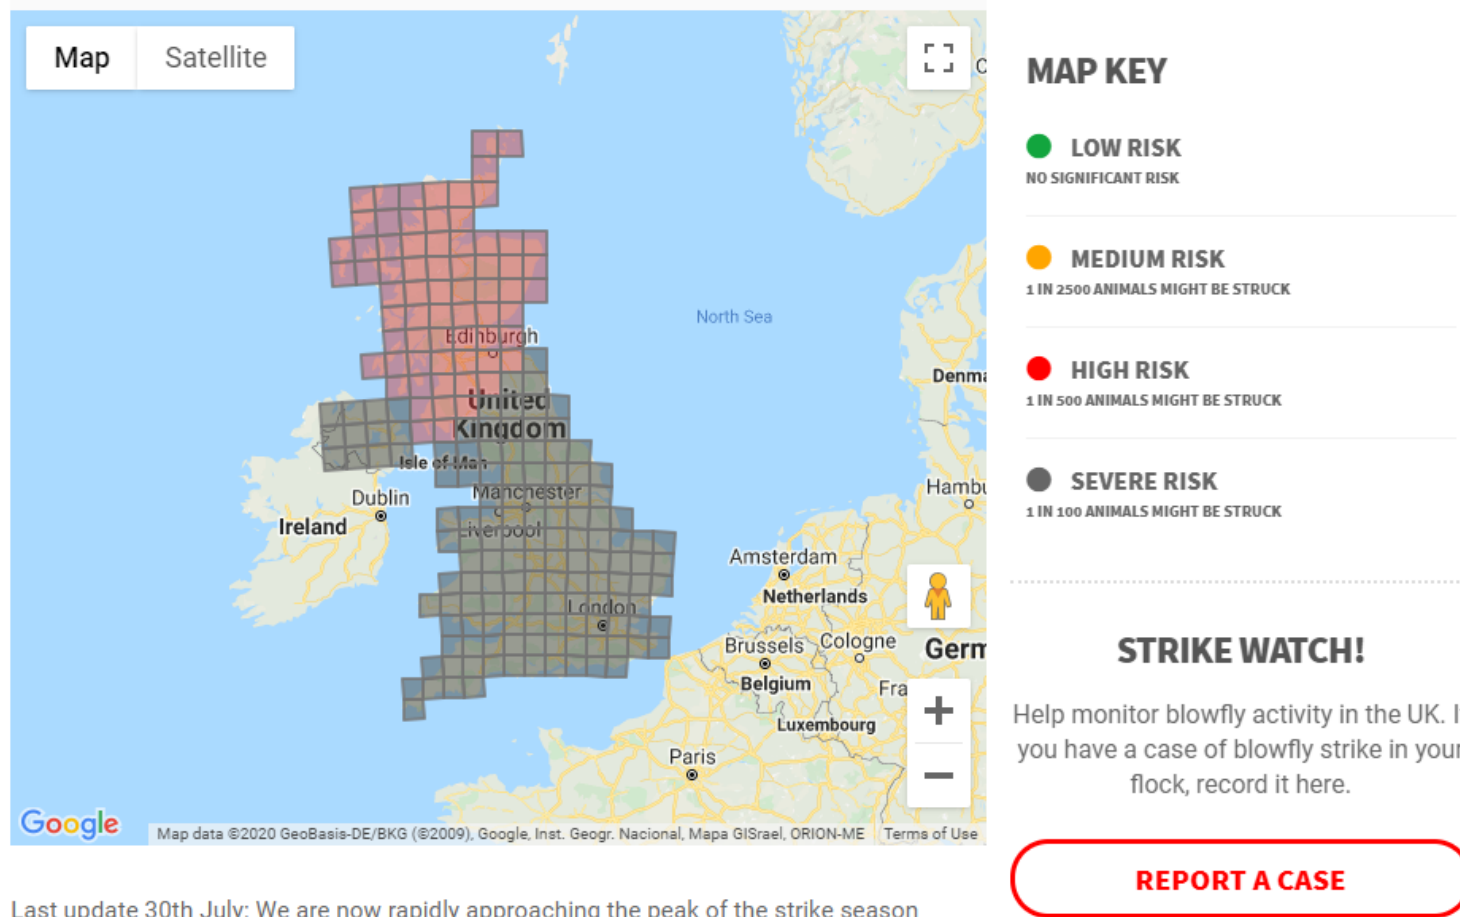 Map
Satellite
C
Edinburgh
North Sea
United
Kingdom
Isle of Man
Dublin
Ireland
Manchester
Liverpool
London
Denma
Hambu
Amsterdam
Netherlands
Brussels
Cologne
Germ
Belgium
Fra
Luxembourg
Paris
Google
Map data ©2020 GeoBasis-DE/BKG (©2009), Google, Inst. Geogr. Nacional, Mapa GISrael, ORION-ME
Terms of Use
Last update 30th July: We are now rapidly approaching the peak of the strike season
MAP KEY
LOW RISK
NO SIGNIFICANT RISK
MEDIUM RISK
1 IN 2500 ANIMALS MIGHT BE STRUCK
HIGH RISK
1 IN 500 ANIMALS MIGHT BE STRUCK
SEVERE RISK
1 IN 100 ANIMALS MIGHT BE STRUCK
STRIKE WATCH!
Help monitor blowfly activity in the UK. I
you have a case of blowfly strike in your
flock, record it here.
REPORT A CASE